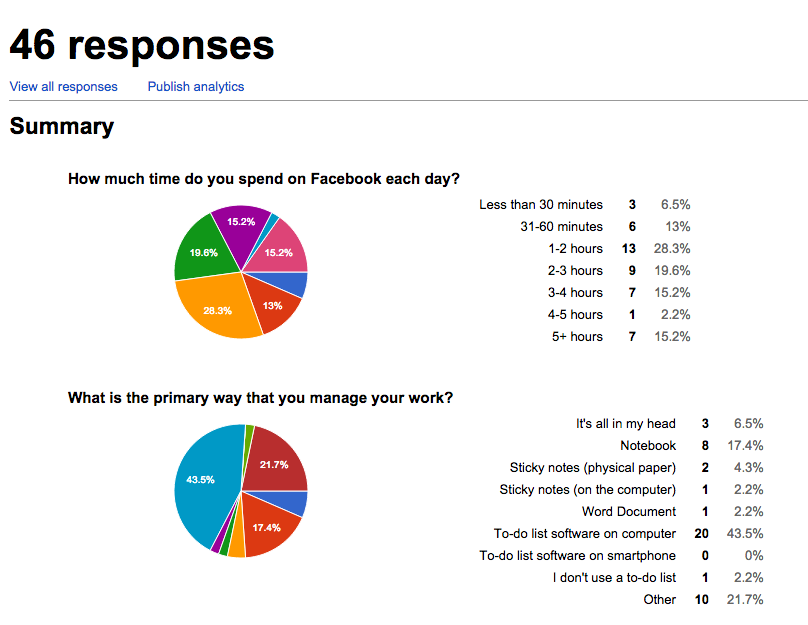 46 responses
View all responses Publish analytics
Summary
How much time do you spend on Facebook each day?
15.2%
15.2%
19.6%
28.3%
13%
Less than 30 minutes 3 6.5%
31-60 minutes 6 13%
1-2 hours 13 28.3%
2-3 hours 9 19.6%
3-4 hours 7 15.2%
4-5 hours 1 2.2%
5+ hours 7 15.2%
What is the primary way that you manage your work?
21.7%
43.5%
17.4%
It's all in my head 3 6.5%
Notebook 8 17.4%
Sticky notes (physical paper) 2 4.3%
Sticky notes (on the computer) 1 2.2%
Word Document 1 2.2%
To-do list software on computer 20 43.5%
To-do list software on smartphone 0 0%
I don't use a to-do list 1 2.2%
Other 10 21.7%